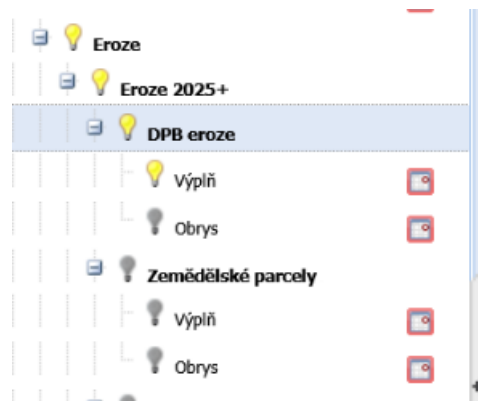 Eroze
Eroze 2025+
DPB eroze
Výplň
Obrys
Zemědělské parcely
Výplň
Obrys